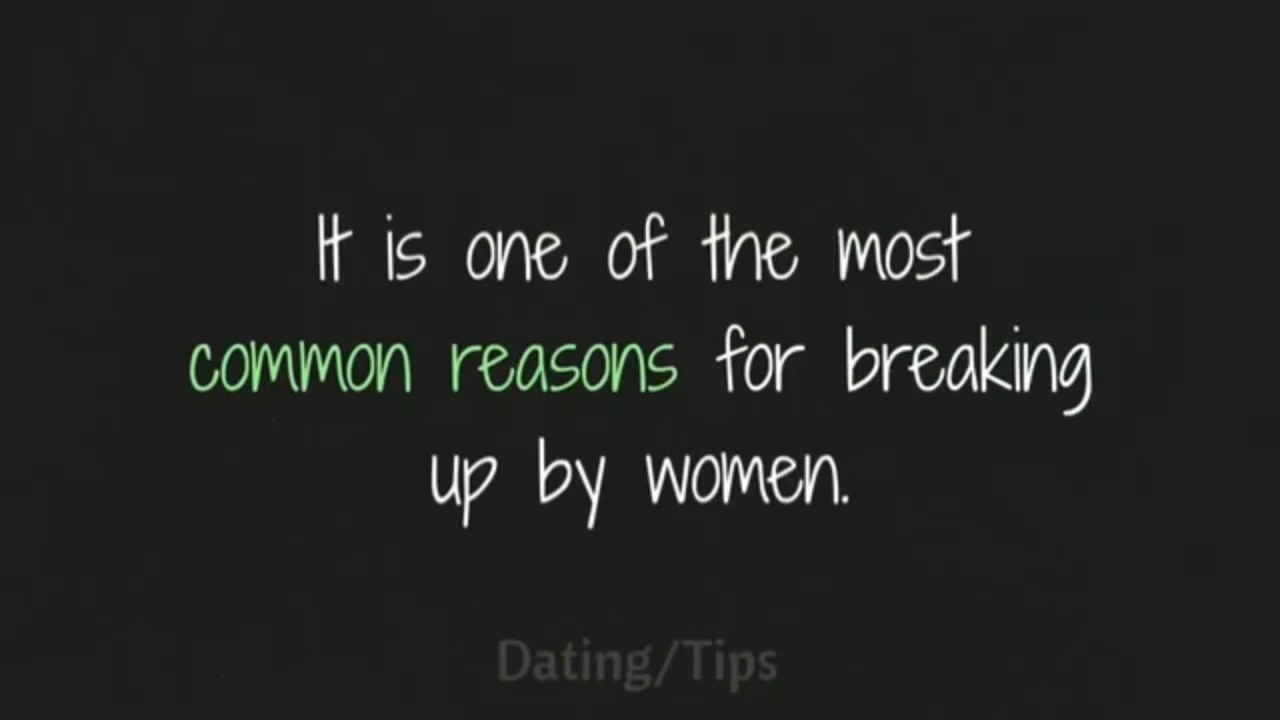 It is one of the most
common reasons for breaking
up by women.
Dating/Tips